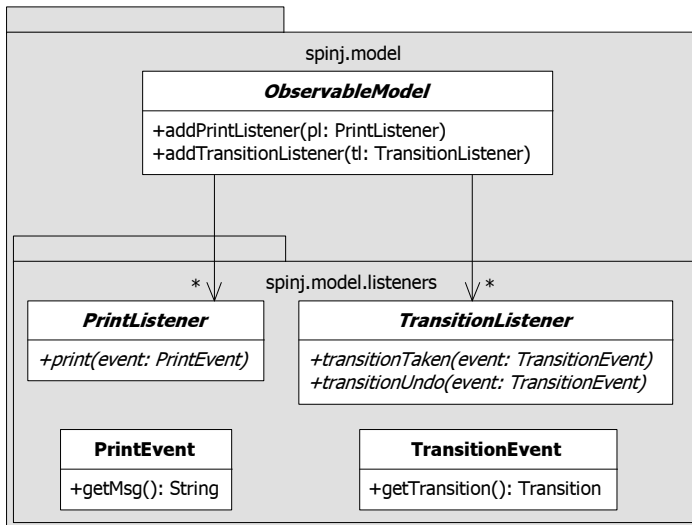 spinj.model
ObservableModel
+addPrintListener(pl: PrintListener)
+addTransitionListener(tl: TransitionListener)
* *
spinj.model.listeners
PrintListener
+print(event: PrintEvent)
TransitionListener
+transitionTaken(event: TransitionEvent)
+transitionUndo(event: TransitionEvent)
PrintEvent
+getMsg(): String
TransitionEvent
+getTransition(): Transition